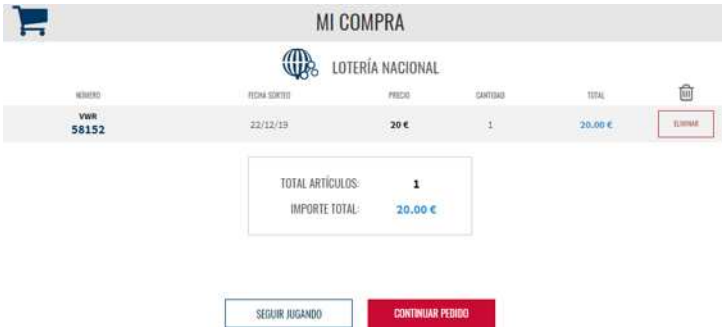 MI COMPRA
LOTERÍA NACIONAL
NÚMERO FECHA SORTEO PRECIO CANTIDAD TOTAL
VWR
58152 22/12/19 20 € 1 20.00 € ELIMINAR
TOTAL ARTÍCULOS: 1
IMPORTE TOTAL: 20.00 €
SEGUIR JUGANDO CONTINUAR PEDIDO